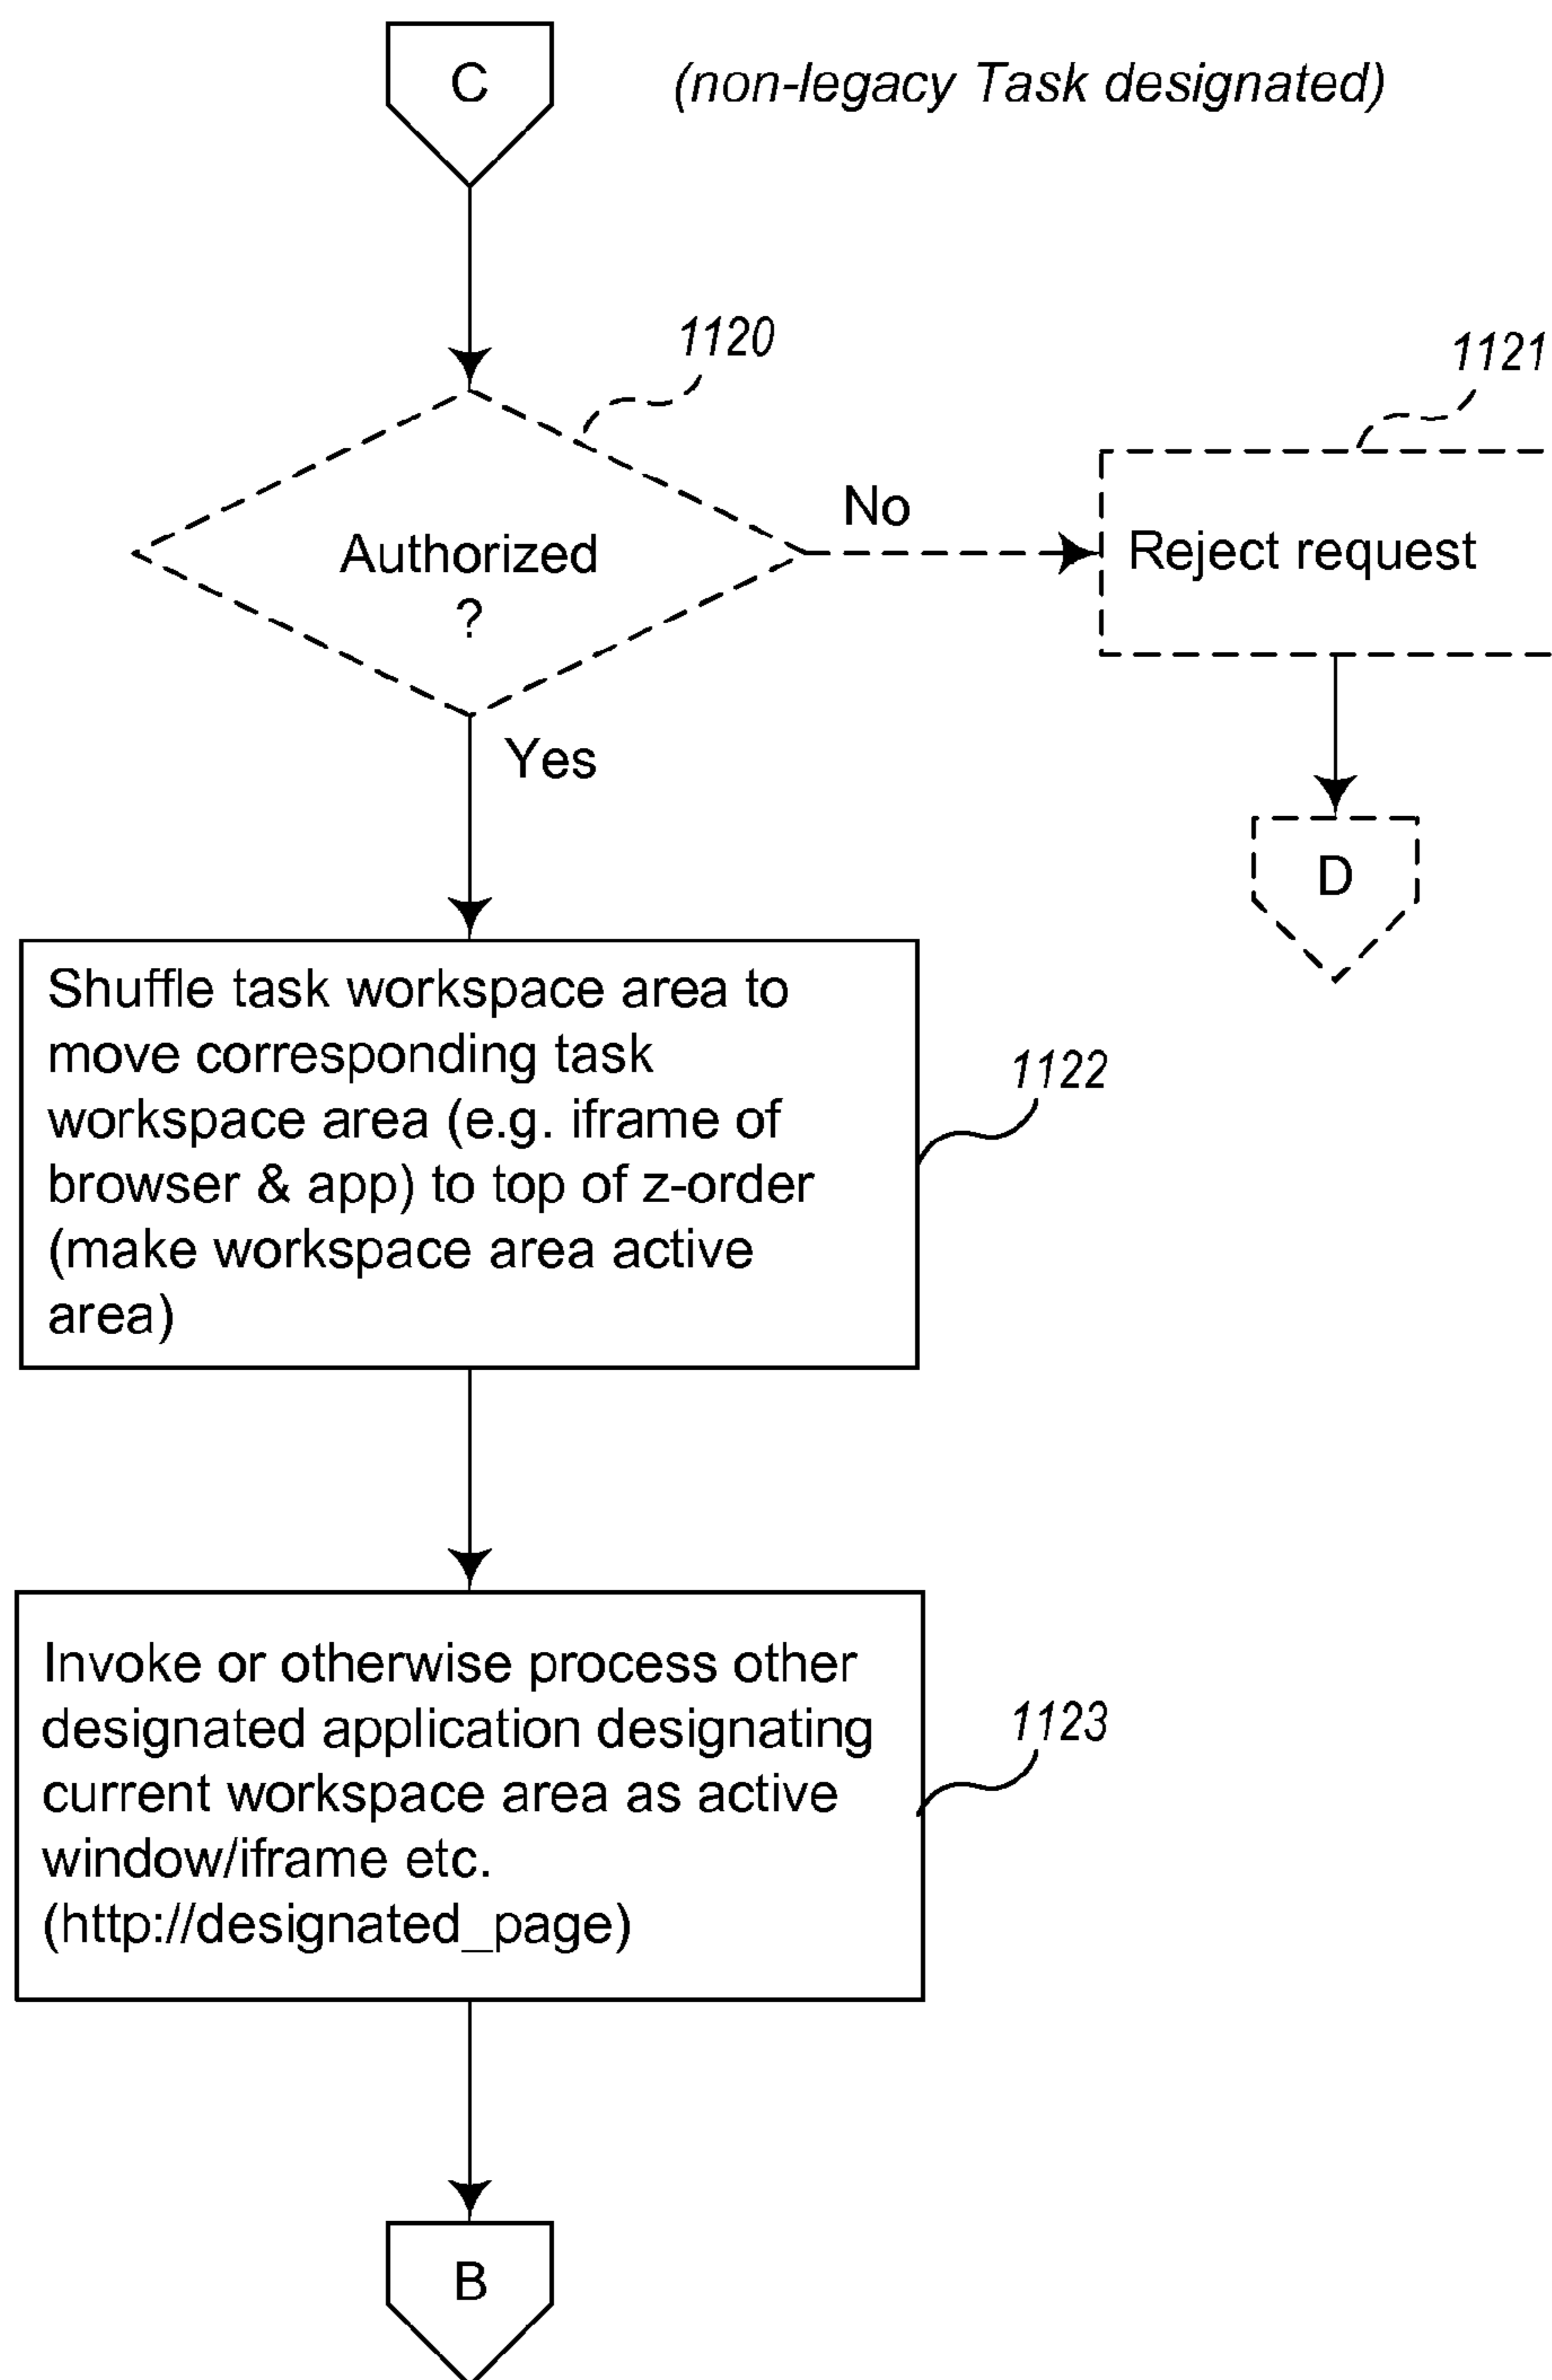 C
(non-legacy Task designated)
1120
1121
No
Authorized
?
Reject request
Yes
D
Shuffle task workspace area to
move corresponding task
workspace area (e.g. iframe of
browser & app) to top of z-order
(make workspace area active
area)
1122
Invoke or otherwise process other
designated application designating
current workspace area as active
window/iframe etc.
(http://designated_page)
1123
B